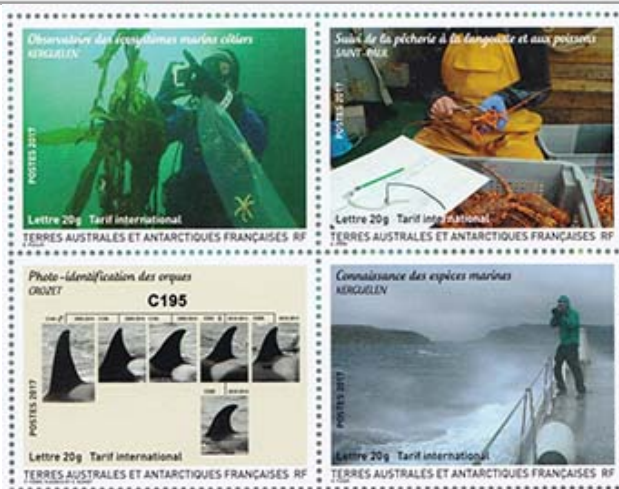 Observatoire des écosystèmes marins côtiers
KERGUELEN
POSTES 2017
Lettre 20g Tarif international
TERRES AUSTRALES ET ANTARCTIQUES FRANÇAISES RF
Suivi de la pêcherie à la langouste et aux poissons
SAINT-PAUL
POSTES 2017
Lettre 20g Tarif international
TERRES AUSTRALES ET ANTARCTIQUES FRANÇAISES RF
Photo-identification des orques
CROZET
C195
POSTES 2017
Lettre 20g Tarif international
TERRES AUSTRALES ET ANTARCTIQUES FRANÇAISES RF
Connaissance des espèces marines
KERGUELEN
POSTES 2017
Lettre 20g Tarif international
TERRES AUSTRALES ET ANTARCTIQUES FRANÇAISES RF